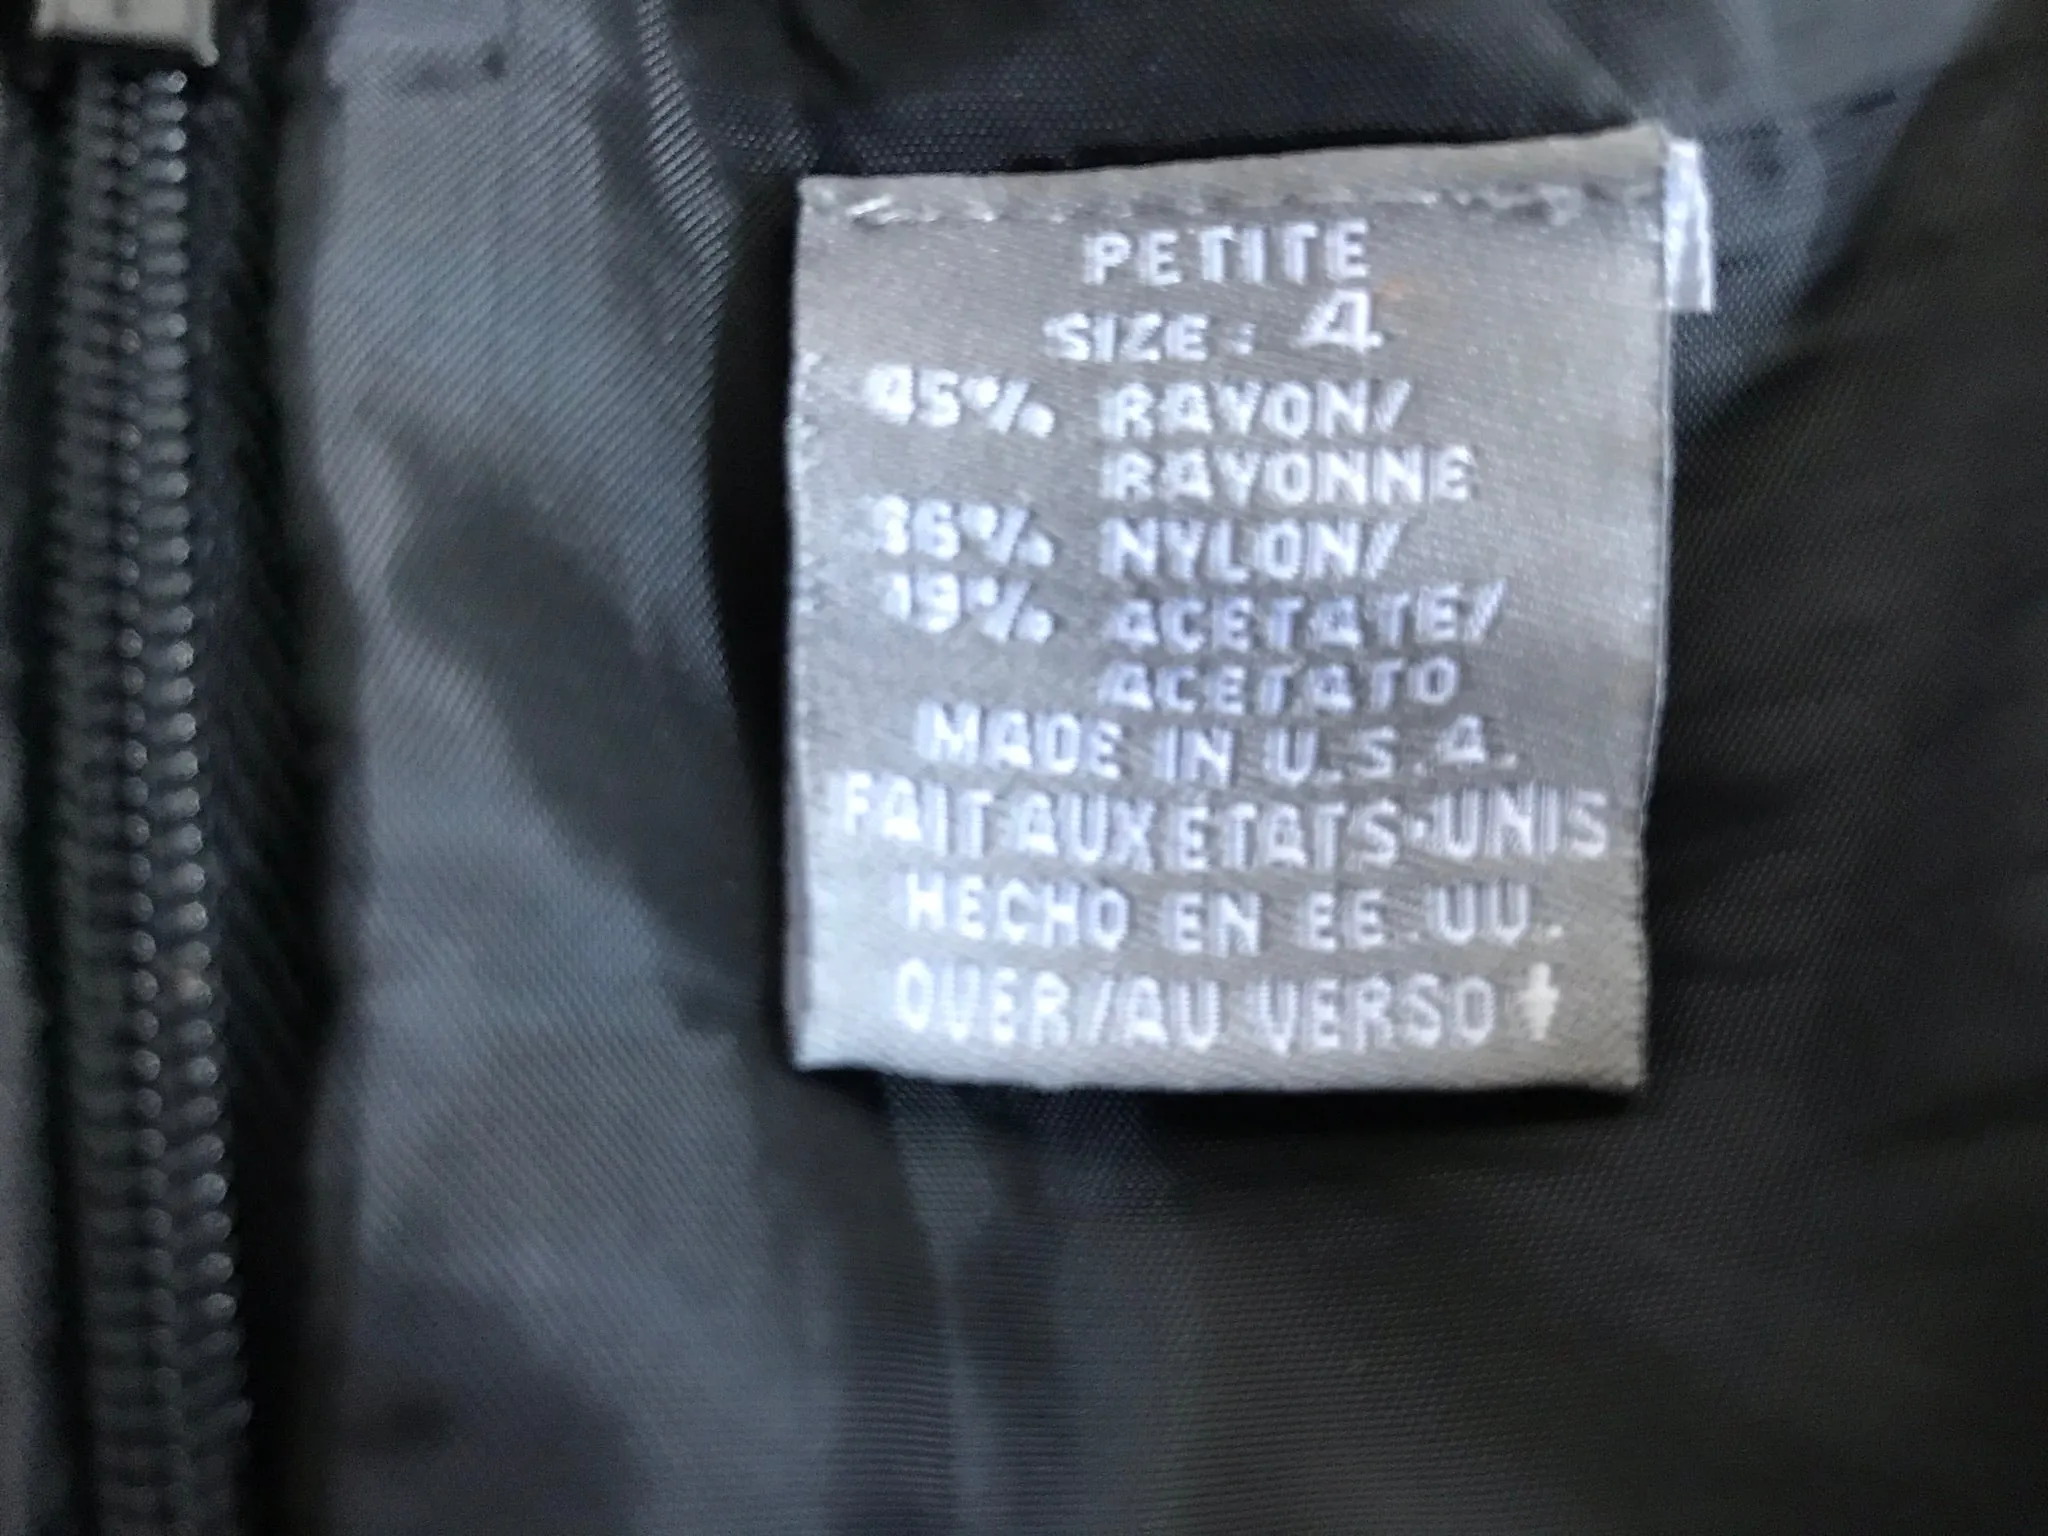 PETITE
SIZE: 4
45% RAYON/
RAYONNE
36% NYLON/
19% ACETATE/
ACETATO
MADE IN U.S.A.
FAIT AUX ETATS-UNIS
HECHO EN EE.UU.
OVER/AU VERSO